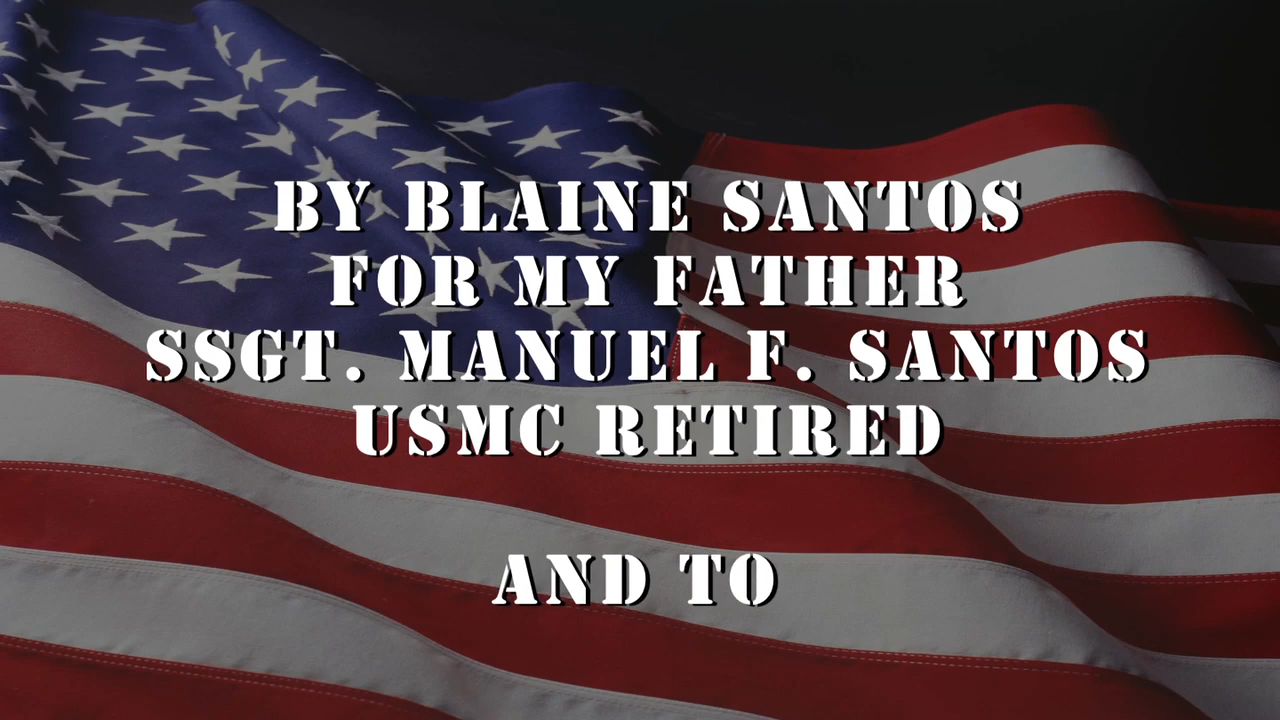 BY BLAINE SANTOS
FOR MY FATHER
SSGT. MANUEL F. SANTOS
USMC RETIRED
AND TO